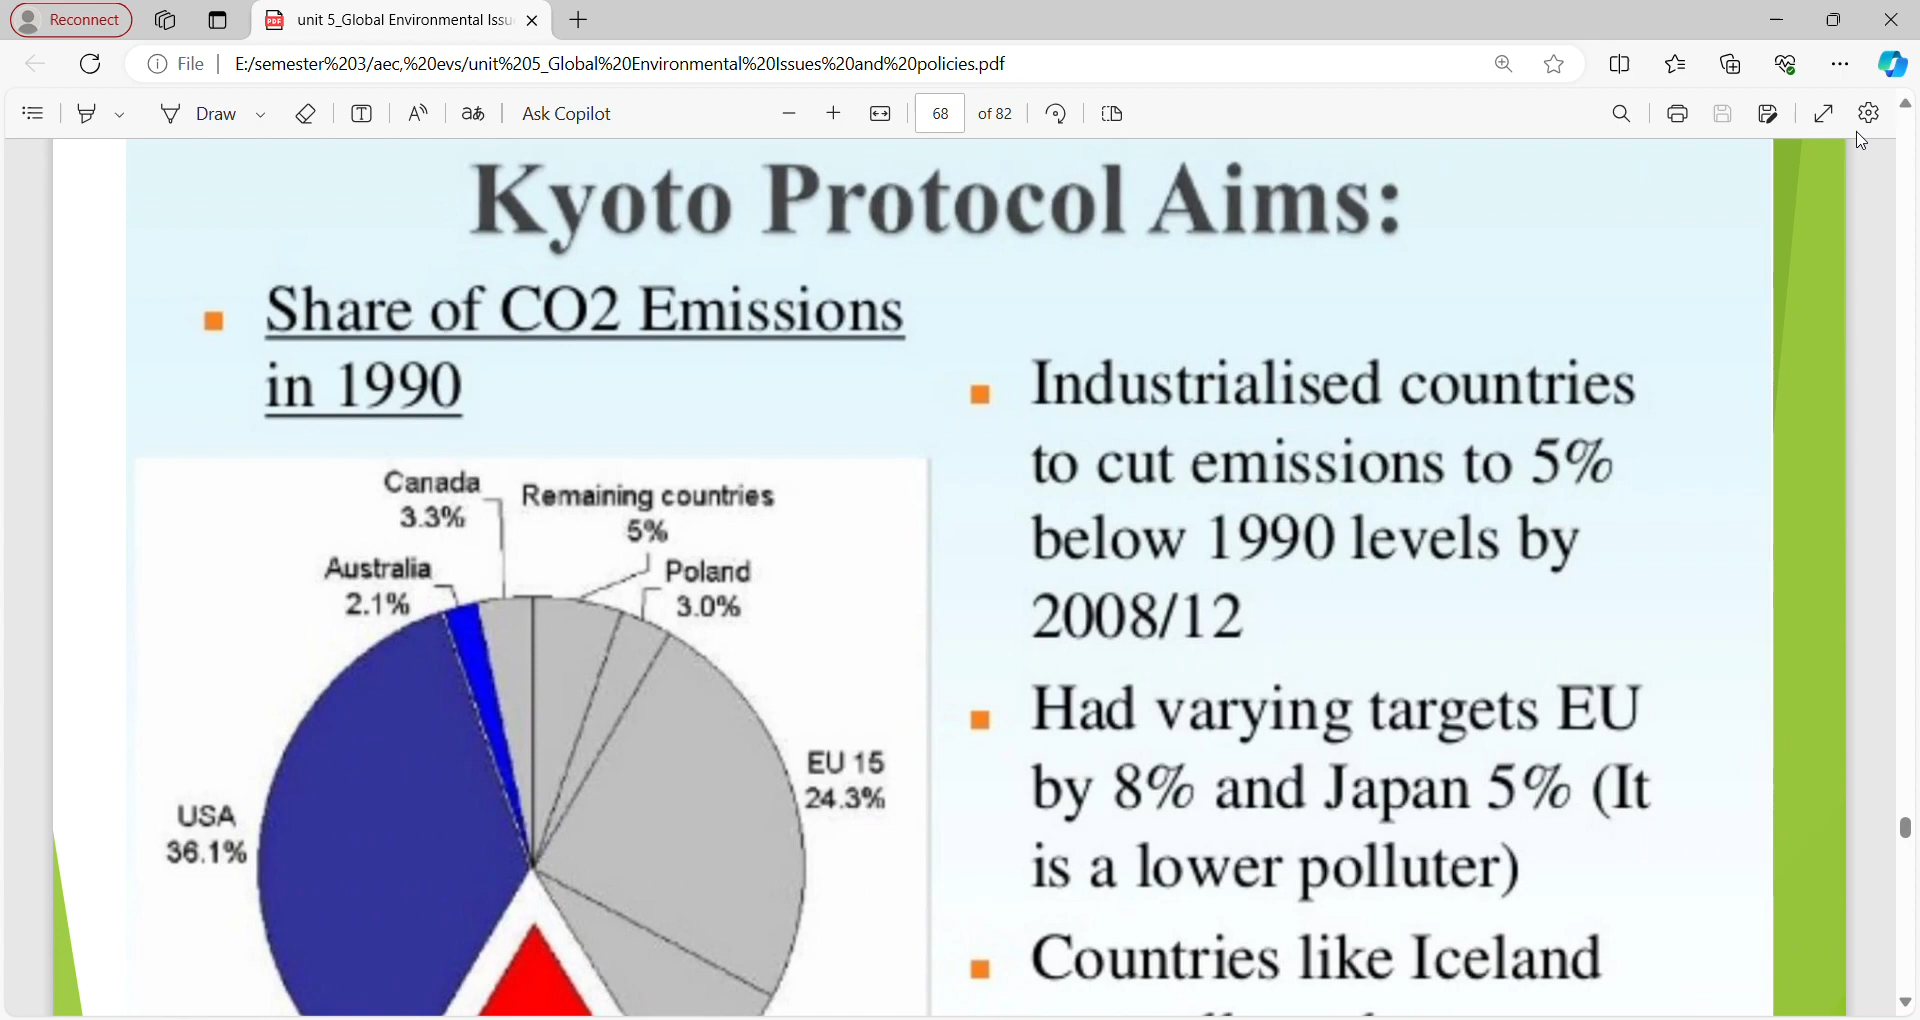 Reconnect
unit 5_Global Environmental Issu
File
E:/semester%203/aec,%20evs/unit%205_Global%20Environmental%20Issues%20and%20policies.pdf
Draw
T
A
aあ
Ask Copilot
68
of 82
Kyoto Protocol Aims:
Share of CO2 Emissions
in 1990
Canada
3.3%
Remaining countries
5%
Australia
2.1%
Poland
3.0%
EU 15
24.3%
USA
36.1%
Industrialised countries
to cut emissions to 5%
below 1990 levels by
2008/12
Had varying targets EU
by 8% and Japan 5% (It
is a lower polluter)
Countries like Iceland